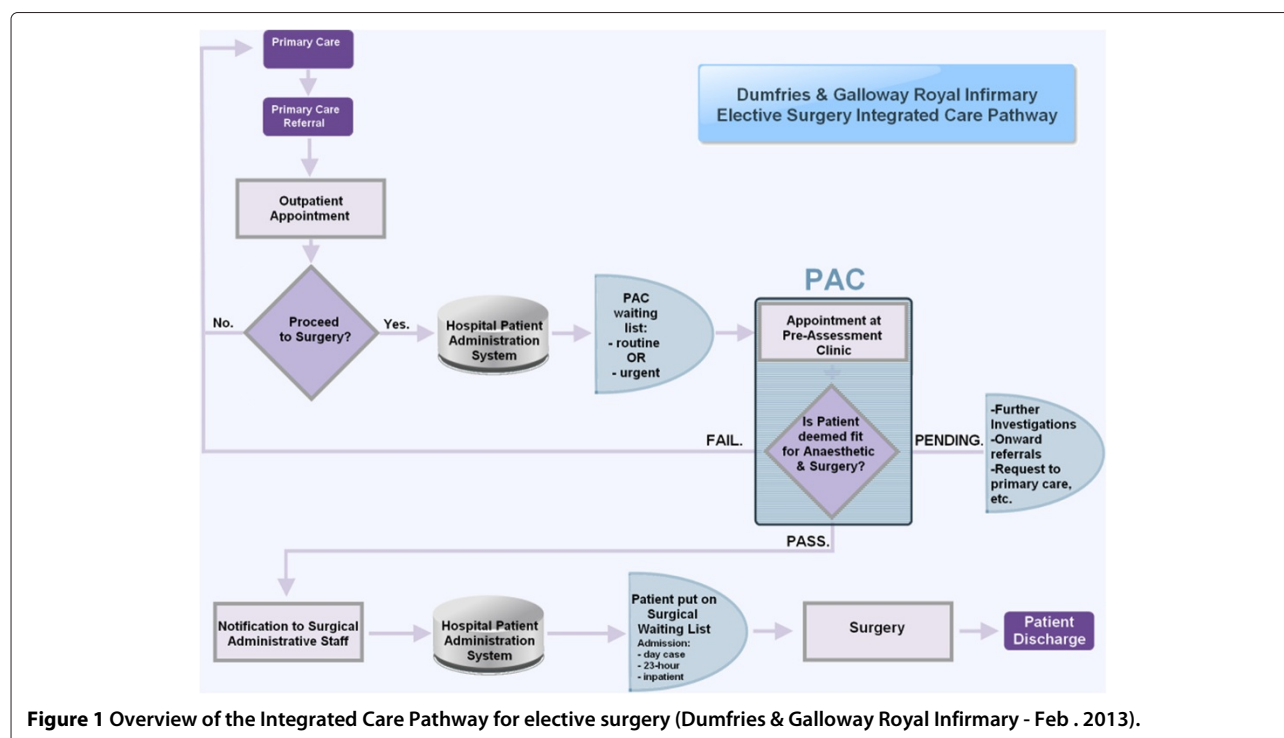 Primary Care
Primary Care
Referral
Dumfries & Galloway Royal Infirmary
Elective Surgery Integrated Care Pathway
Outpatient
Appointment
Proceed
to Surgery?
No.
Yes.
Hospital Patient
Administration
System
PAC
waiting
list:
- routine
OR
- urgent
PAC
Appointment at
Pre-Assessment
Clinic
Is Patient
deemed fit
for Anaesthetic
& Surgery?
FAIL.
PENDING.
-Further
Investigations
-Onward
referrals
-Request to
primary care,
etc.
PASS.
Notification to Surgical
Administrative Staff
Hospital Patient
Administration
System
Patient put on
Surgical
Waiting List
Admission:
- day case
- 23-hour
- inpatient
Surgery
Patient
Discharge
Figure 1 Overview of the Integrated Care Pathway for elective surgery (Dumfries & Galloway Royal Infirmary - Feb . 2013).